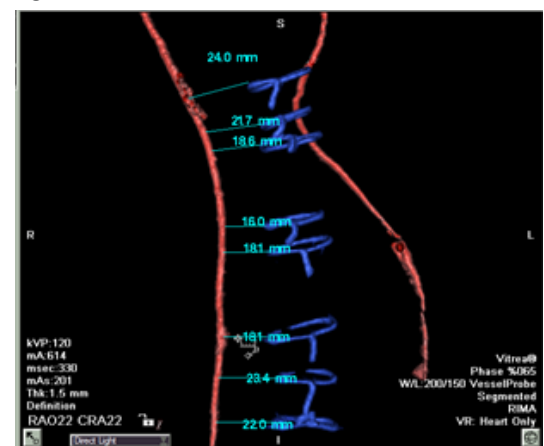 S
24.0 mm
21.7 mm
18.6 mm
16.0 mm
R
L
18.1 mm
18.1 mm
kVP:120
mA:614
msec:330
mAs:201
Thk:1.5 mm
Definition
RAO22 CRA22
23.4 mm
22.0 mm
Vitrea®
Phase %065
W/L:200/150 VesselProbe
Segmented
RIMA
VR: Heart Only
Direct Light
I